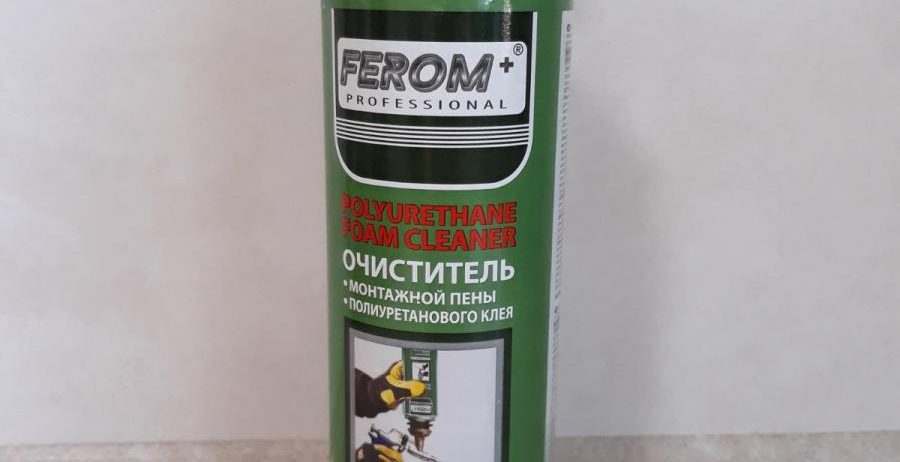 FEROM+®
PROFESSIONAL
POLYURETHANE
FOAM CLEANER
ОЧИСТИТЕЛЬ
• МОНТАЖНОЙ ПЕНЫ
• ПОЛИУРЕТАНОВОГО КЛЕЯ